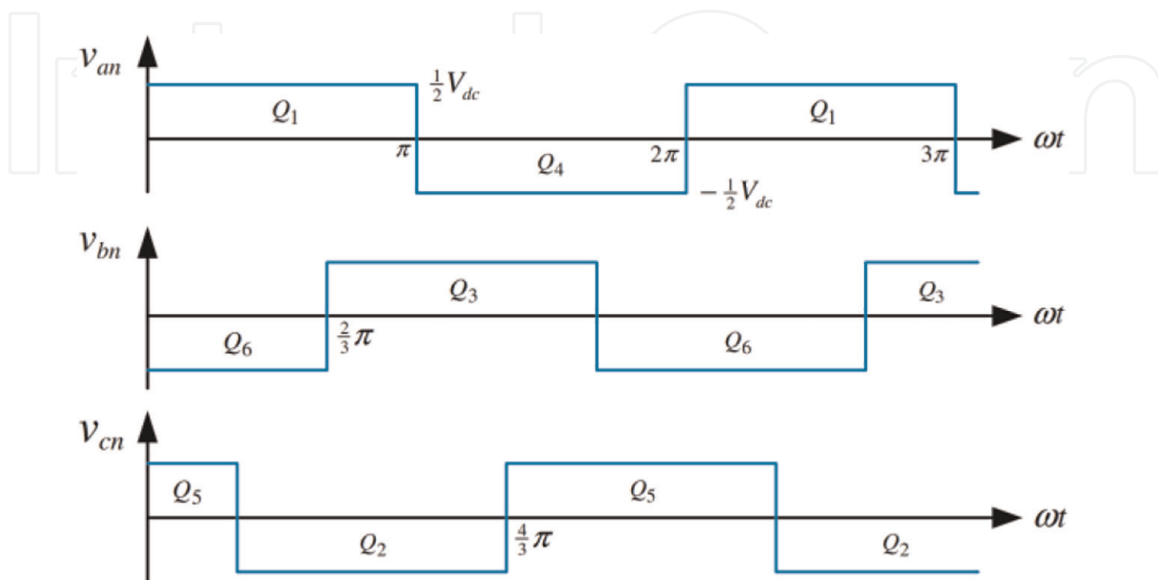 v_an
½V_dc
Q₁
Q₁
π
Q₄
2π
3π
ωt
−½V_dc
v_bn
Q₃
Q₃
ωt
Q₆
⅔π
Q₆
v_cn
Q₅
Q₅
ωt
Q₂
4/3 π
Q₂